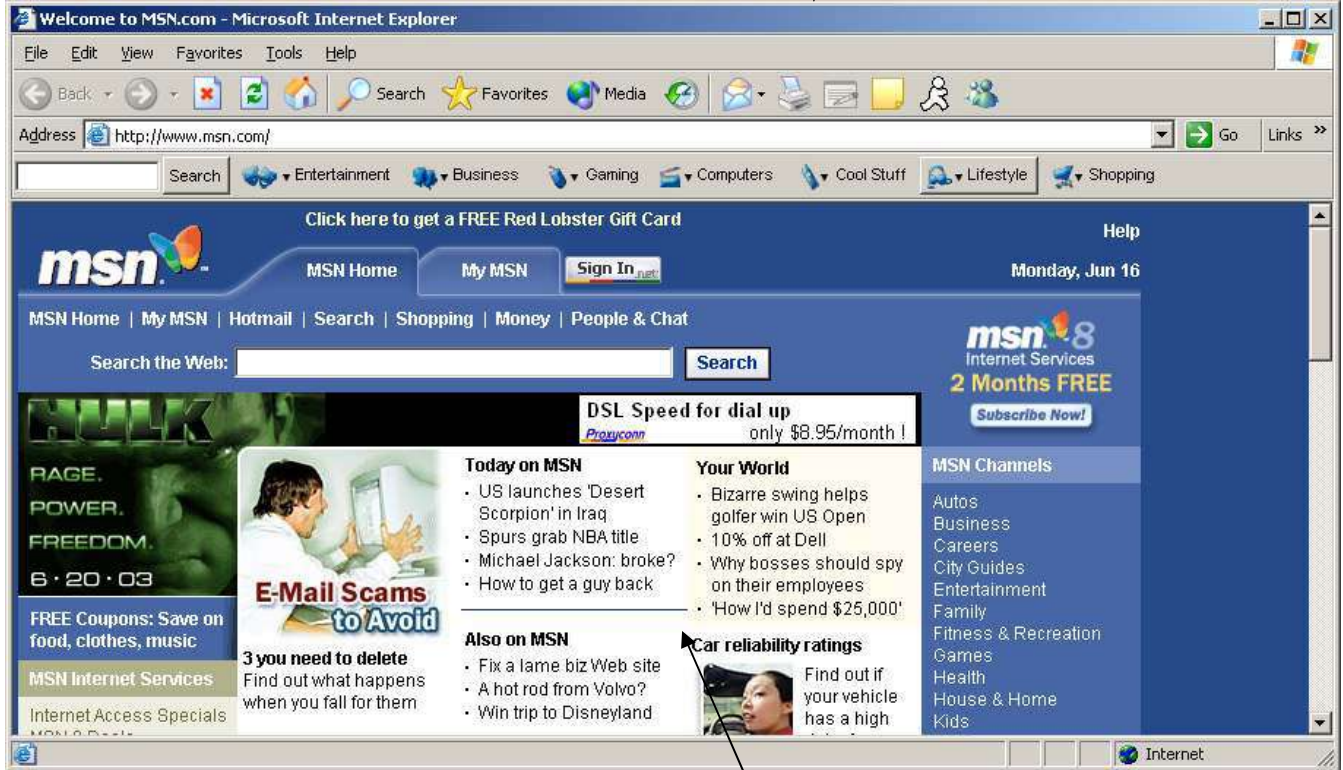 Welcome to MSN.com - Microsoft Internet Explorer
File Edit View Favorites Tools Help
Back Search Favorites Media
Address http://www.msn.com/ Go Links »
Search Entertainment Business Gaming Computers Cool Stuff Lifestyle Shopping
Click here to get a FREE Red Lobster Gift Card
Help
msn
MSN Home My MSN Sign In .net
Monday, Jun 16
MSN Home | My MSN | Hotmail | Search | Shopping | Money | People & Chat
Search the Web: Search
msn 8
Internet Services
2 Months FREE
Subscribe Now!
HULK
RAGE.
POWER.
FREEDOM.
6·20·03
DSL Speed for dial up
Proxyconn only $8.95/month !
FREE Coupons: Save on
food, clothes, music
MSN Internet Services
Internet Access Specials
E-Mail Scams
to Avoid
3 you need to delete
Find out what happens
when you fall for them
Today on MSN
· US launches 'Desert
Scorpion' in Iraq
· Spurs grab NBA title
· Michael Jackson: broke?
· How to get a guy back
Also on MSN
· Fix a lame biz Web site
· A hot rod from Volvo?
· Win trip to Disneyland
Your World
· Bizarre swing helps
golfer win US Open
· 10% off at Dell
· Why bosses should spy
on their employees
· 'How I'd spend $25,000'
Car reliability ratings
Find out if
your vehicle
has a high
MSN Channels
Autos
Business
Careers
City Guides
Entertainment
Family
Fitness & Recreation
Games
Health
House & Home
Kids
Internet